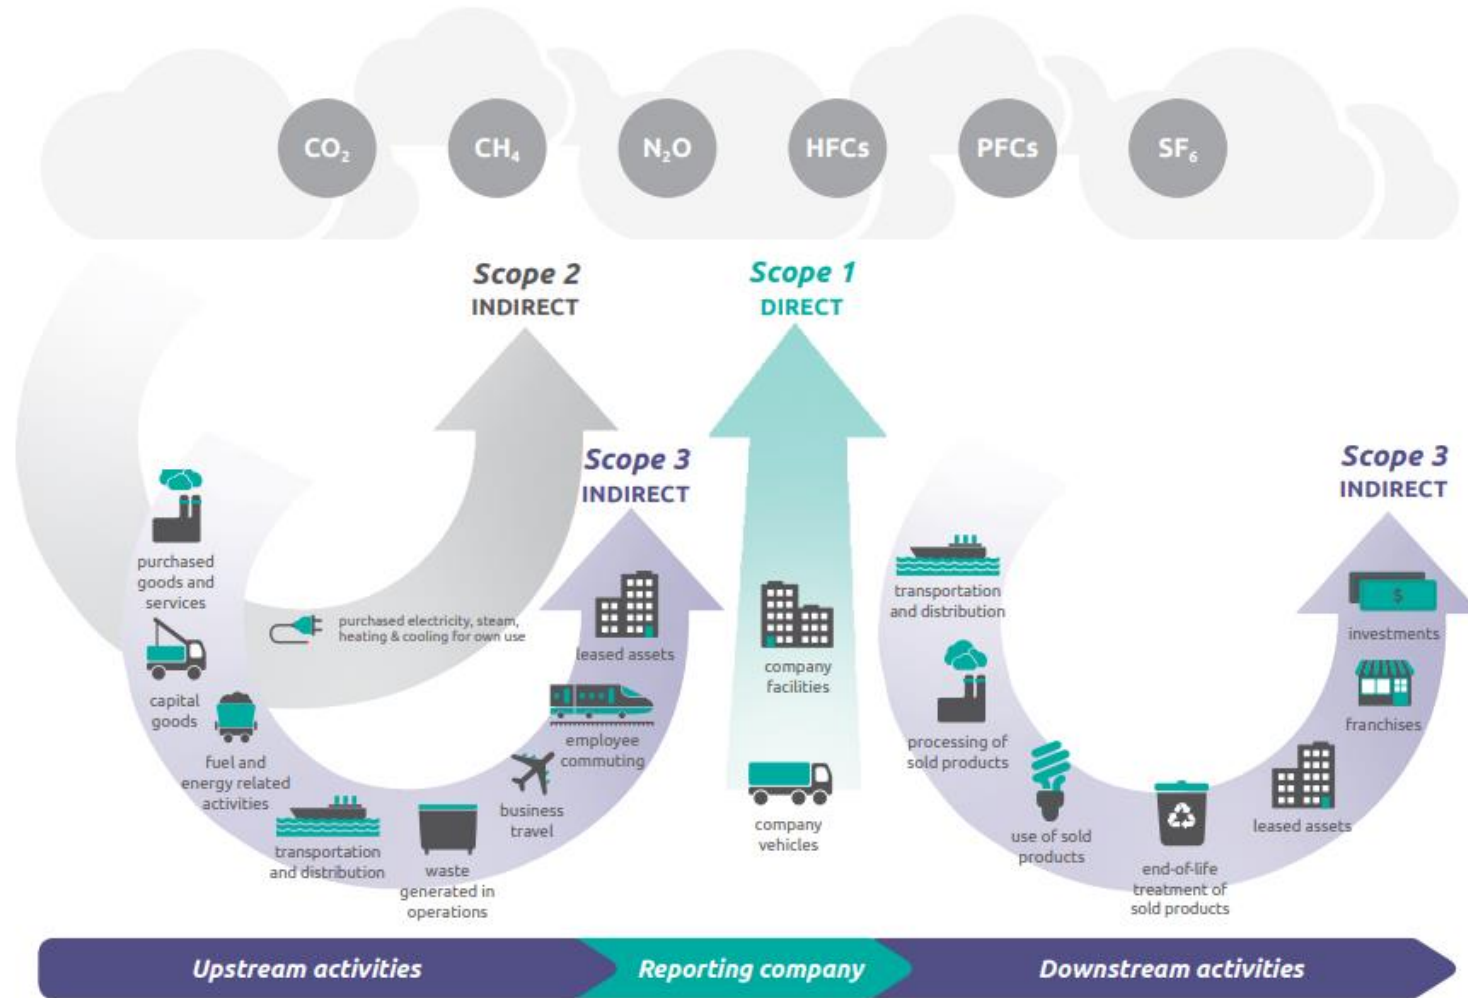 CO₂
CH₄
N₂O
HFCs
PFCs
SF₆
Scope 2
INDIRECT
Scope 1
DIRECT
Scope 3
INDIRECT
Scope 3
INDIRECT
purchased
goods and
services
capital
goods
fuel and
energy related
activities
transportation
and distribution
waste
generated in
operations
business
travel
employee
commuting
leased assets
purchased electricity, steam,
heating & cooling for own use
company
facilities
company
vehicles
transportation
and distribution
processing of
sold products
use of sold
products
end-of-life
treatment of
sold products
leased assets
franchises
$
investments
Upstream activities
Reporting company
Downstream activities